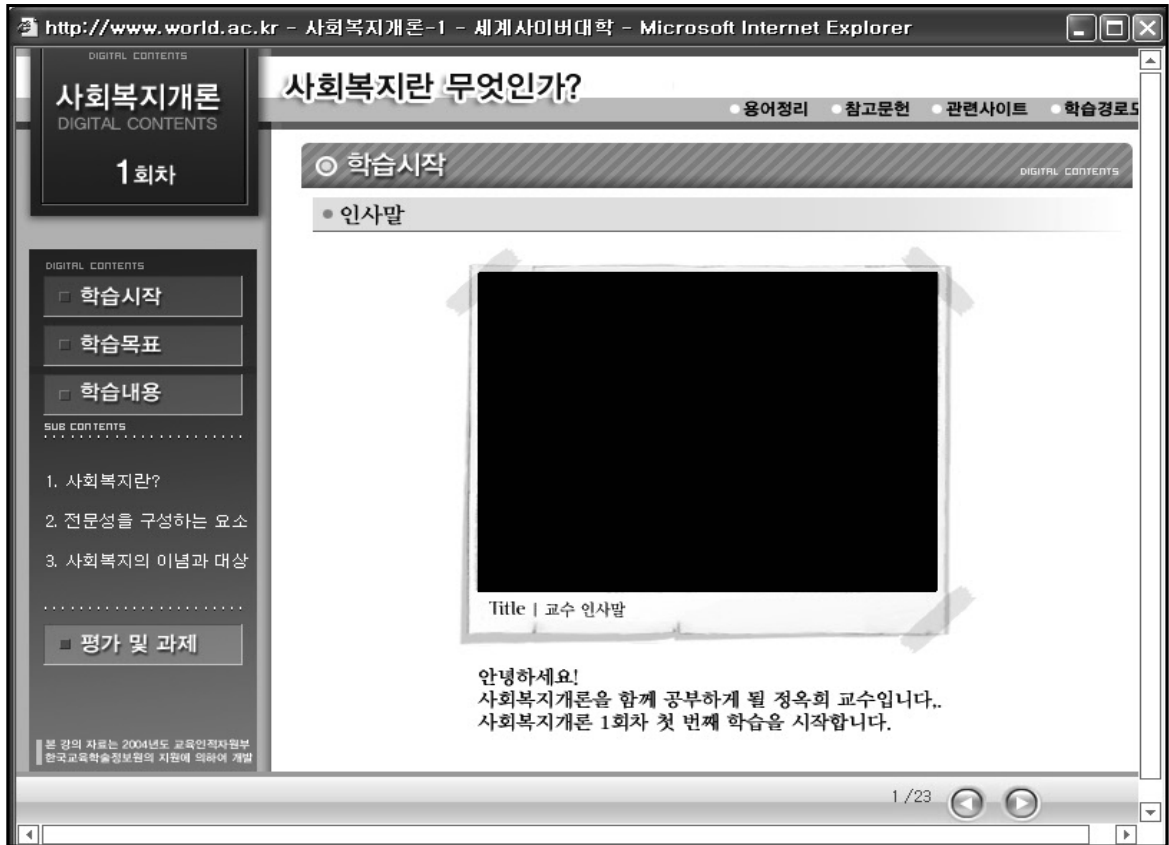 http://www.world.ac.kr - 사회복지개론-1 - 세계사이버대학 - Microsoft Internet Explorer
DIGITAL CONTENTS
사회복지개론
DIGITAL CONTENTS
1회차
사회복지란 무엇인가?
용어정리 참고문헌 관련사이트 학습경로도
학습시작
DIGITAL CONTENTS
인사말
DIGITAL CONTENTS
학습시작
학습목표
학습내용
SUB CONTENTS
1. 사회복지란?
2. 전문성을 구성하는 요소
3. 사회복지의 이념과 대상
평가 및 과제
본 강의 자료는 2004년도 교육인적자원부
한국교육학술정보원의 지원에 의하여 개발
Title | 교수 인사말
안녕하세요!
사회복지개론을 함께 공부하게 될 정옥희 교수입니다..
사회복지개론 1회차 첫 번째 학습을 시작합니다.
1 /23